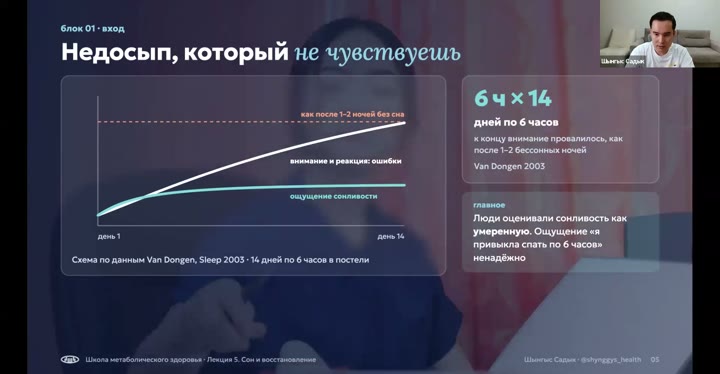 блок 01 · вход
Недосып, который не чувствуешь
как после 1–2 ночей без сна
внимание и реакция: ошибки
ощущение сонливости
день 1
день 14
Схема по данным Van Dongen, Sleep 2003 · 14 дней по 6 часов в постели
6 ч × 14
дней по 6 часов
к концу внимание провалилось, как
после 1–2 бессонных ночей
Van Dongen 2003
главное
Люди оценивали сонливость как
умеренную. Ощущение «я
привыкла спать по 6 часов»
ненадёжно
Шынгыс Садык
Школа метаболического здоровья · Лекция 5. Сон и восстановление
Шынгыс Садык · @shynggys_health
05